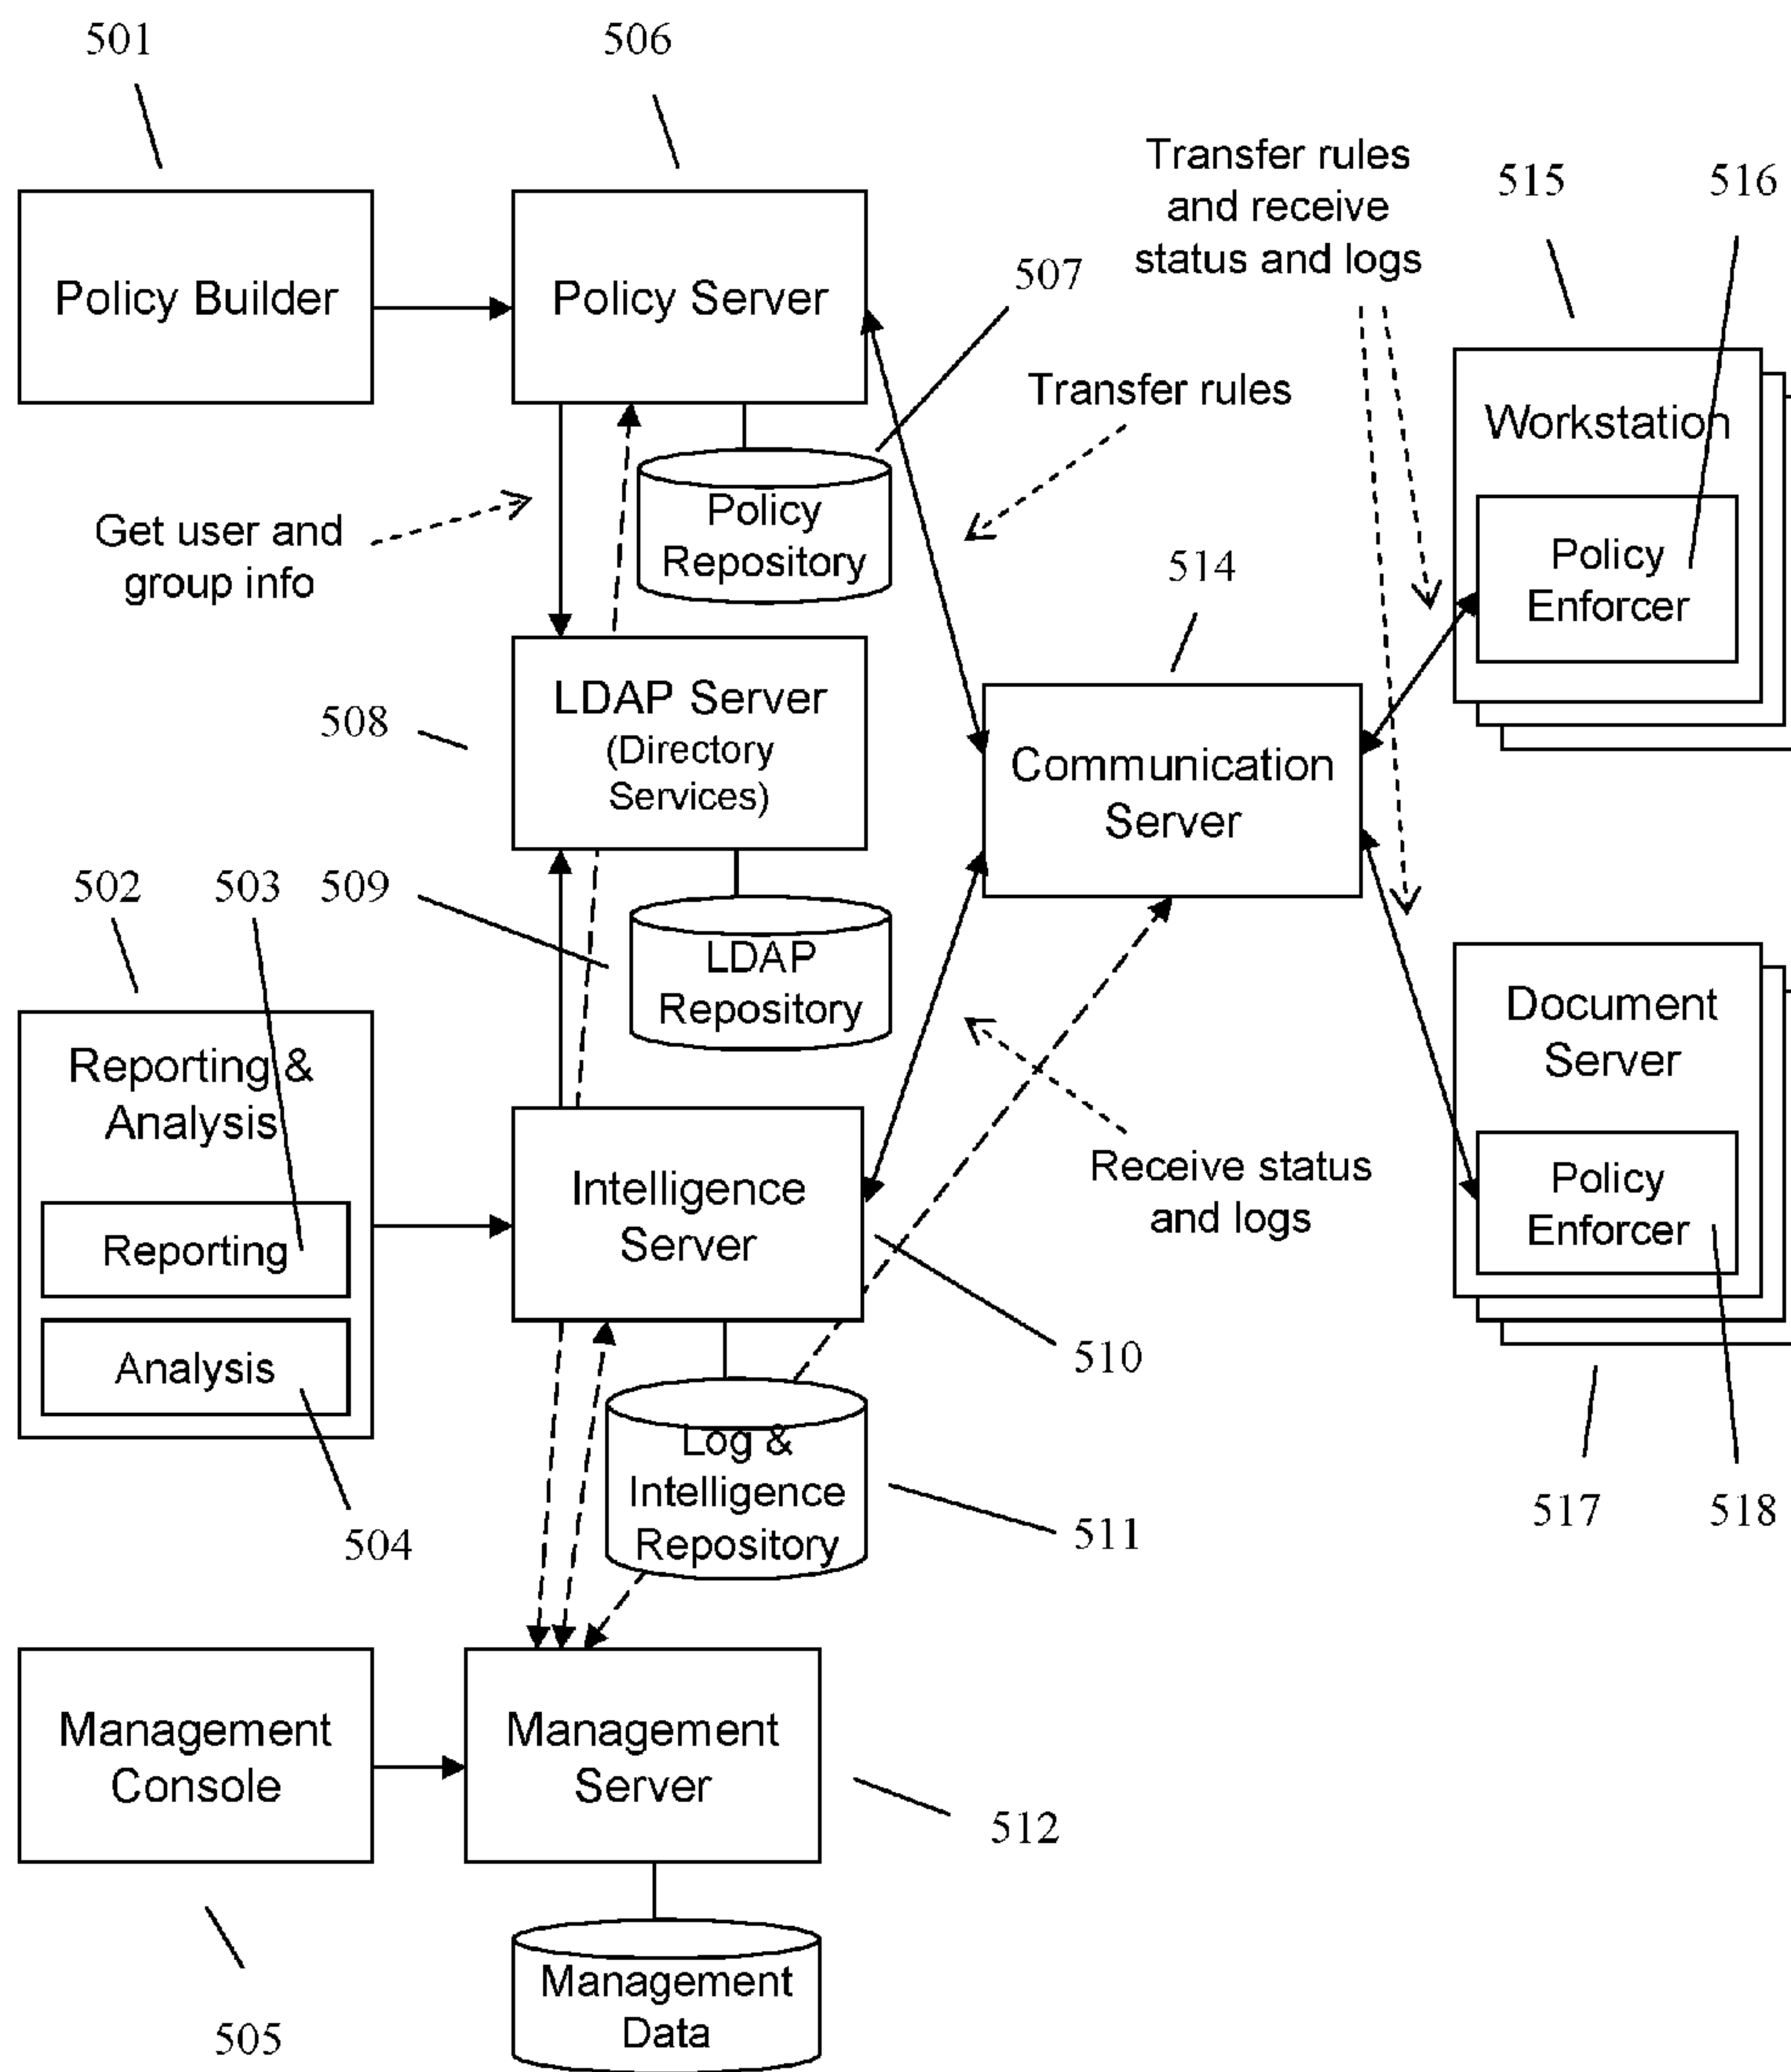 501
506
Transfer rules
and receive
status and logs
515
516
Policy Builder
Policy Server
507
Transfer rules
Workstation
Get user and
group info
Policy
Repository
514
Policy
Enforcer
508
LDAP Server
(Directory
Services)
Communication
Server
502
503
509
LDAP
Repository
Document
Server
Reporting &
Analysis
Reporting
Analysis
Intelligence
Server
Receive status
and logs
Policy
Enforcer
510
504
Log &
Intelligence
Repository
511
517
518
Management
Console
Management
Server
512
505
Management
Data